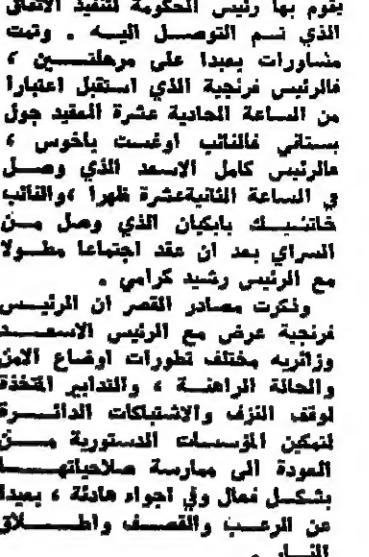 يقوم بها رئيس الحكومة لتنفيذ الاتفاق
الذي تم التوصل اليه . وتمت
مشاورات بعبدا على مرحلتين ،
فالرئيس فرنجية الذي استقبل اعتبارا
من الساعة الحادية عشرة العقيد جول
بستاني فالنائب اوغست باخوس ،
فالرئيس كامل الاسعد الذي وصل
في الساعة الثانية عشرة ظهرا ، والنائب
خاتشيك بابكيان الذي وصل من
السراي بعد ان عقد اجتماعا مطولا
مع الرئيس رشيد كرامي .
وذكرت مصادر القصر ان الرئيس
فرنجية عرض مع الرئيس الاسعد
وزائريه مختلف تطورات اوضاع الامن
والحالة الراهنة ، والتدابير المتخذة
لوقف النزف والاشتباكات الدائرة
لتمكين المؤسسات الدستورية من
العودة الى ممارسة صلاحياتها
بشكل فعال وفي اجواء هادئة ، بعيدا
عن الرعب والقصف واطلاق
النار .